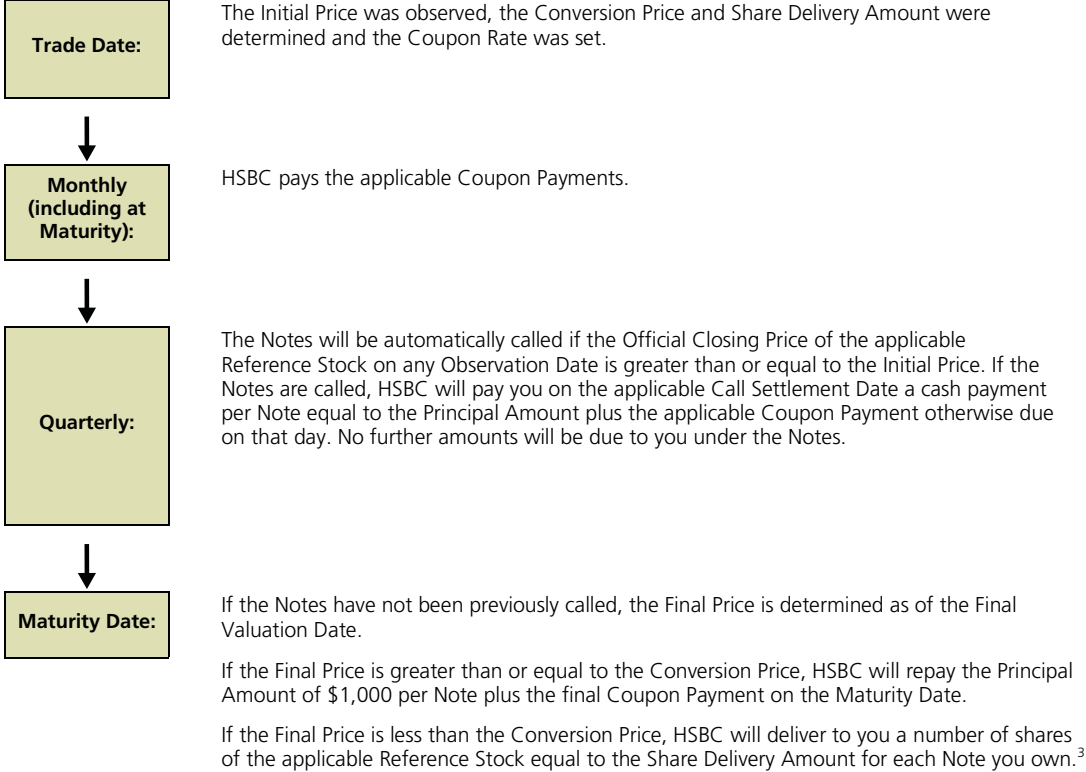 Trade Date:
The Initial Price was observed, the Conversion Price and Share Delivery Amount were
determined and the Coupon Rate was set.
Monthly
(including at
Maturity):
HSBC pays the applicable Coupon Payments.
Quarterly:
The Notes will be automatically called if the Official Closing Price of the applicable
Reference Stock on any Observation Date is greater than or equal to the Initial Price. If the
Notes are called, HSBC will pay you on the applicable Call Settlement Date a cash payment
per Note equal to the Principal Amount plus the applicable Coupon Payment otherwise due
on that day. No further amounts will be due to you under the Notes.
Maturity Date:
If the Notes have not been previously called, the Final Price is determined as of the Final
Valuation Date.
If the Final Price is greater than or equal to the Conversion Price, HSBC will repay the Principal
Amount of $1,000 per Note plus the final Coupon Payment on the Maturity Date.
If the Final Price is less than the Conversion Price, HSBC will deliver to you a number of shares
of the applicable Reference Stock equal to the Share Delivery Amount for each Note you own.³